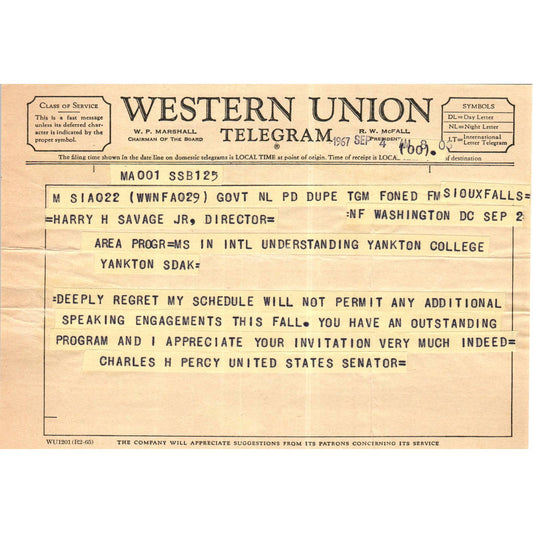 CLASS OF SERVICE
This is a fast message
unless its deferred char-
acter is indicated by the
proper symbol.
WESTERN UNION
TELEGRAM
®
W. P. MARSHALL
CHAIRMAN OF THE BOARD
R. W. McFALL
PRESIDENT
1967 SEP 4
SYMBOLS
DL=Day Letter
NL=Night Letter
LT=International Letter Telegram
The filing time shown in the date line on domestic telegrams is LOCAL TIME at point of origin. Time of receipt is LOCAL TIME at point of destination
MA001 SSB125
M SIA022 (WWNFA029) GOVT NL PD DUPE TGM FONED FM SIOUXFALLS=
=HARRY H SAVAGE JR, DIRECTOR= :NF WASHINGTON DC SEP 2
AREA PROGR=MS IN INTL UNDERSTANDING YANKTON COLLEGE
YANKTON SDAK=
:DEEPLY REGRET MY SCHEDULE WILL NOT PERMIT ANY ADDITIONAL
SPEAKING ENGAGEMENTS THIS FALL. YOU HAVE AN OUTSTANDING
PROGRAM AND I APPRECIATE YOUR INVITATION VERY MUCH INDEED=
CHARLES H PERCY UNITED STATES SENATOR=
WU1201 (R2-65)
THE COMPANY WILL APPRECIATE SUGGESTIONS FROM ITS PATRONS CONCERNING ITS SERVICE